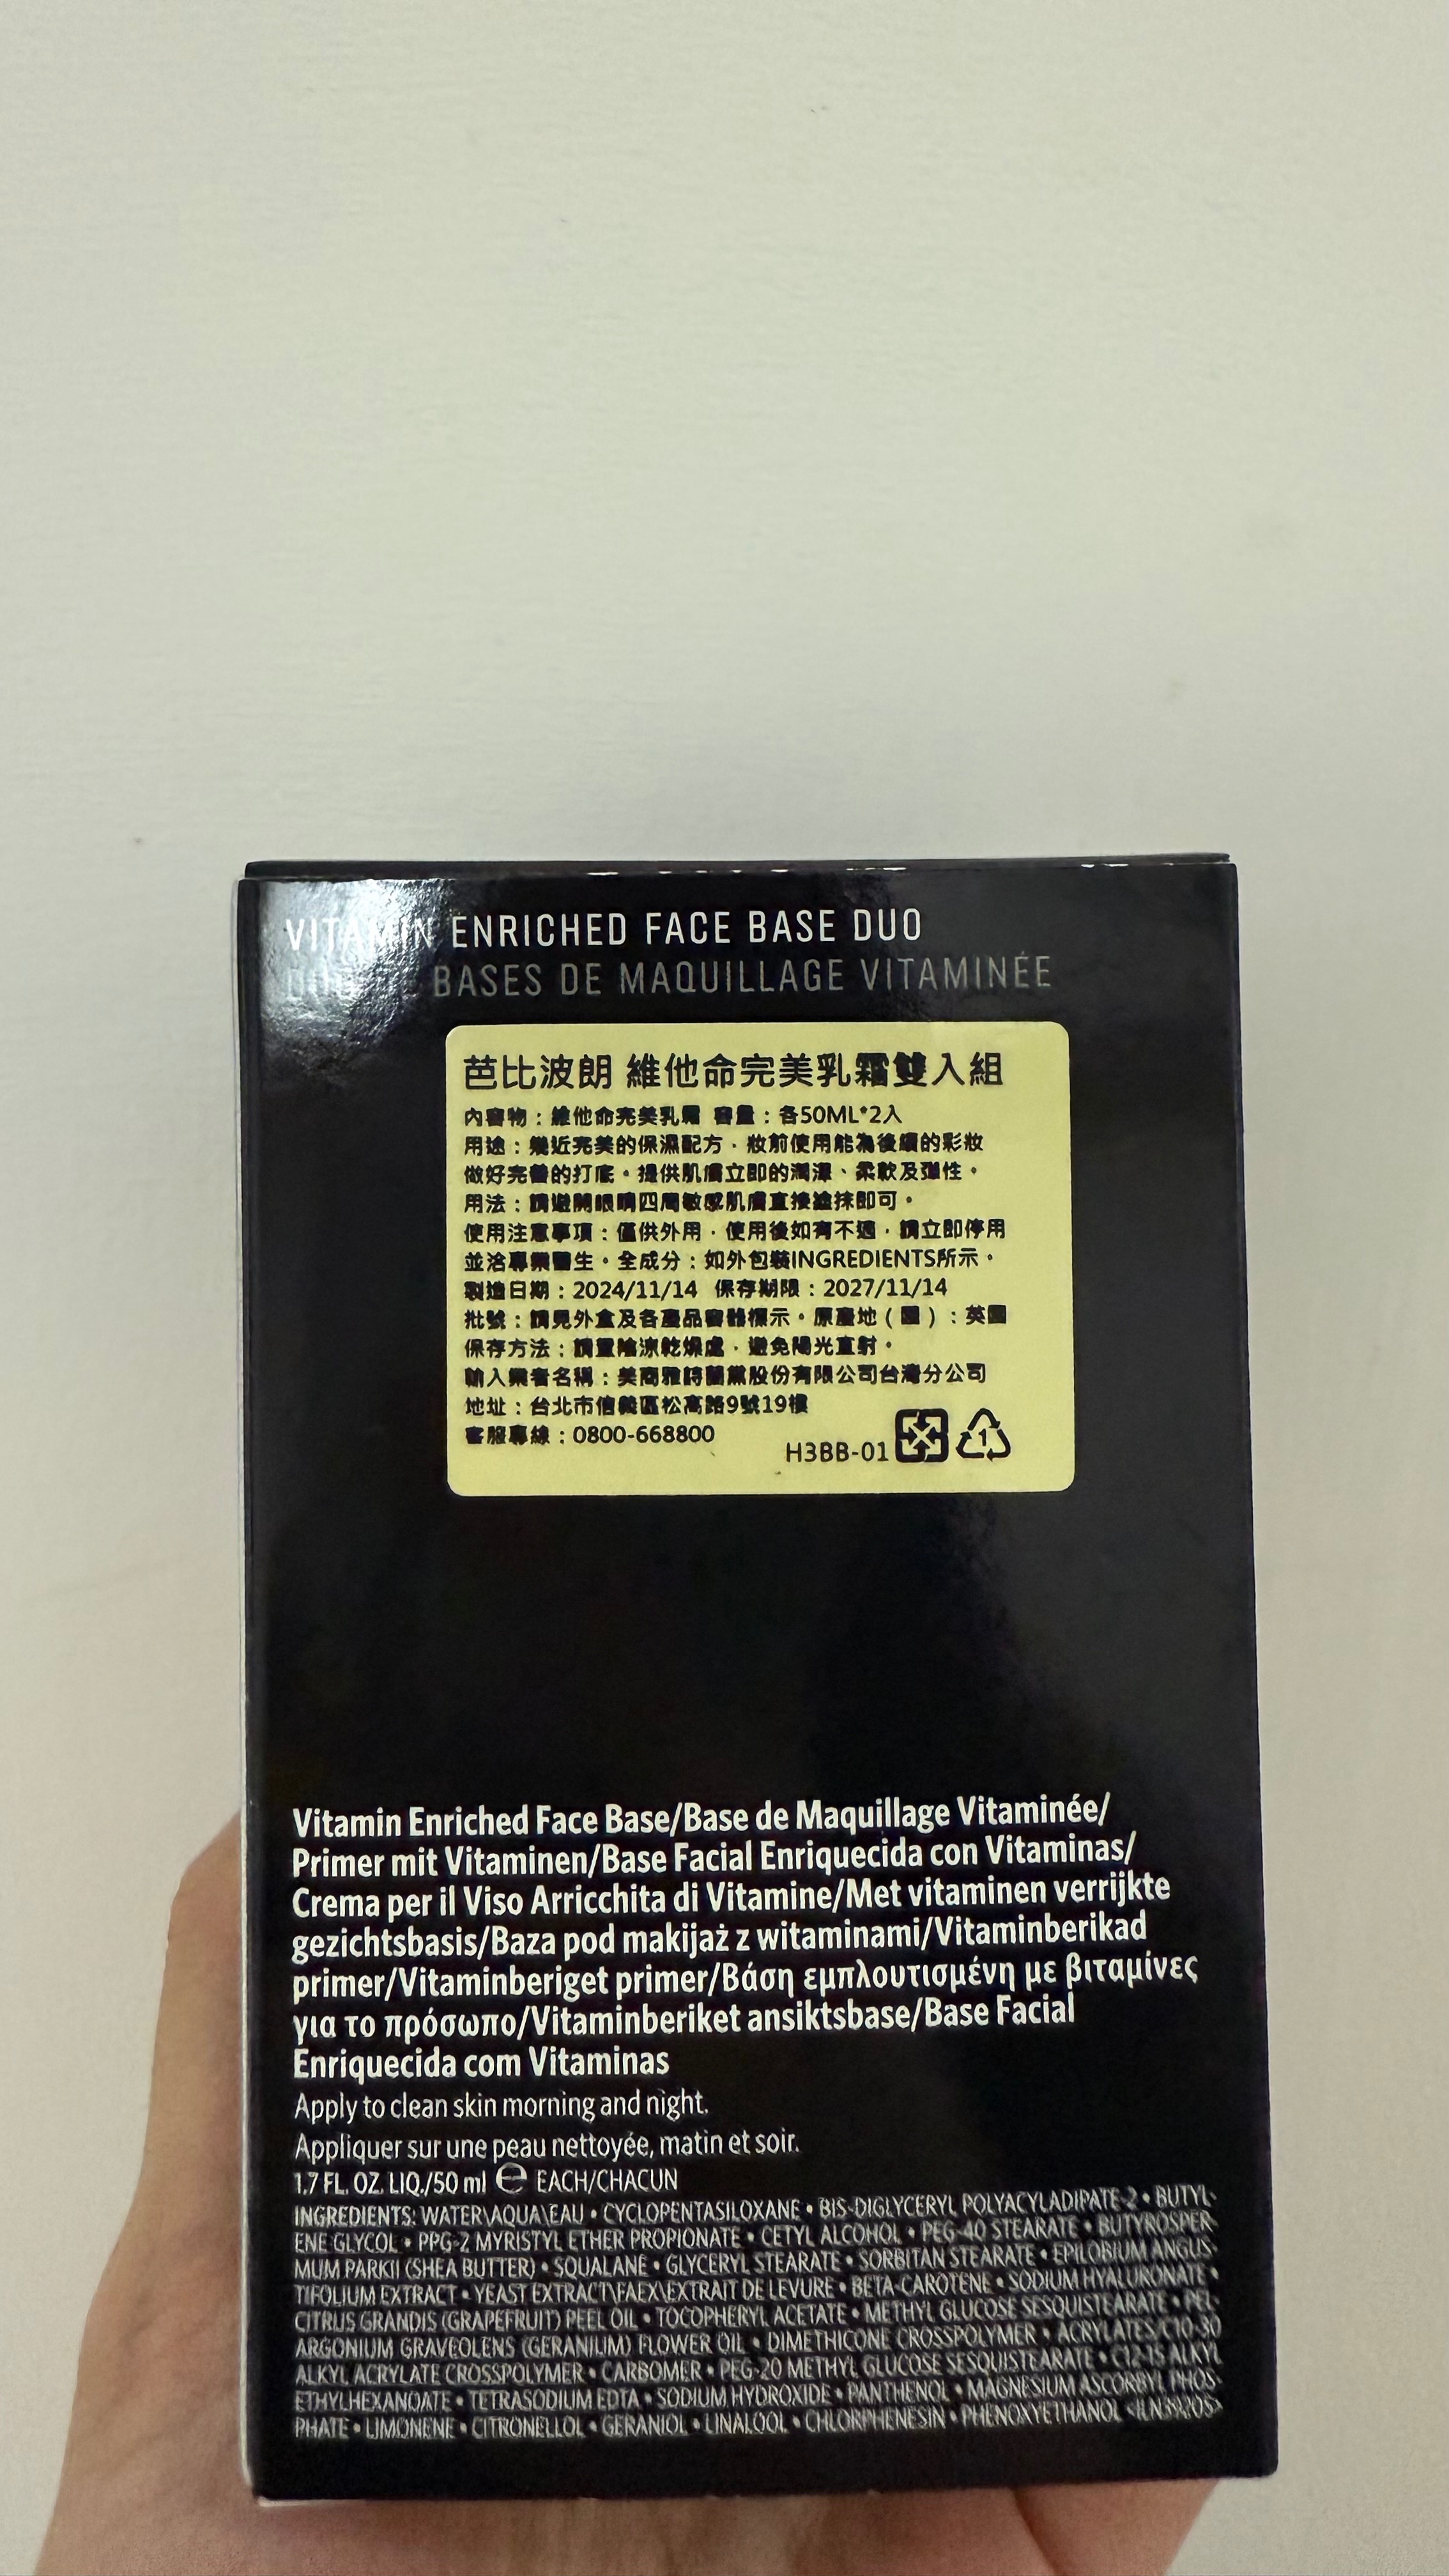 VITAMIN ENRICHED FACE BASE DUO
BASES DE MAQUILLAGE VITAMINÉE
芭比波朗 維他命完美乳霜雙入組
內容物：維他命完美乳霜 容量：各50ML*2入
用途：幾近完美的保濕配方，妝前使用能為後續的彩妝
做好完善的打底。提供肌膚立即的潤澤、柔軟及彈性。
用法：請避開眼睛四周敏感肌膚直接塗抹即可。
使用注意事項：僅供外用，使用後如有不適，請立即停用
並洽專業醫生。全成分：如外包裝INGREDIENTS所示。
製造日期：2024/11/14 保存期限：2027/11/14
批號：請見外盒及各產品容器標示。原產地(國)：英國
保存方法：請置陰涼乾燥處，避免陽光直射。
輸入業者名稱：美商雅詩蘭黛股份有限公司台灣分公司
地址：台北市信義區松高路9號19樓
客服專線：0800-668800
H3BB-01
1
Vitamin Enriched Face Base/Base de Maquillage Vitaminée/
Primer mit Vitaminen/Base Facial Enriquecida con Vitaminas/
Crema per il Viso Arricchita di Vitamine/Met vitaminen verrijkte
gezichtsbasis/Baza pod makijaż z witaminami/Vitaminberikad
primer/Vitaminberiget primer/Βάση εμπλουτισμένη με βιταμίνες
για το πρόσωπο/Vitaminberiket ansiktsbase/Base Facial
Enriquecida com Vitaminas
Apply to clean skin morning and night.
Appliquer sur une peau nettoyée, matin et soir.
1.7 FL. OZ. LIQ./50 ml ℮ EACH/CHACUN
INGREDIENTS: WATER\AQUA\EAU • CYCLOPENTASILOXANE • BIS-DIGLYCERYL POLYACYLADIPATE-2 • BUTYL-
ENE GLYCOL • PPG-2 MYRISTYL ETHER PROPIONATE • CETYL ALCOHOL • PEG-40 STEARATE • BUTYROSPER-
MUM PARKII (SHEA BUTTER) • SQUALANE • GLYCERYL STEARATE • SORBITAN STEARATE • EPILOBIUM ANGUS-
TIFOLIUM EXTRACT • YEAST EXTRACT\FAEX\EXTRAIT DE LEVURE • BETA-CAROTENE • SODIUM HYALURONATE •
CITRUS GRANDIS (GRAPEFRUIT) PEEL OIL • TOCOPHERYL ACETATE • METHYL GLUCOSE SESQUISTEARATE • PEL-
ARGONIUM GRAVEOLENS (GERANIUM) FLOWER OIL • DIMETHICONE CROSSPOLYMER • ACRYLATES/C10-30
ALKYL ACRYLATE CROSSPOLYMER • CARBOMER • PEG-20 METHYL GLUCOSE SESQUISTEARATE • C12-15 ALKYL
ETHYLHEXANOATE • TETRASODIUM EDTA • SODIUM HYDROXIDE • PANTHENOL • MAGNESIUM ASCORBYL PHOS-
PHATE • LIMONENE • CITRONELLOL • GERANIOL • LINALOOL • CHLORPHENESIN • PHENOXYETHANOL